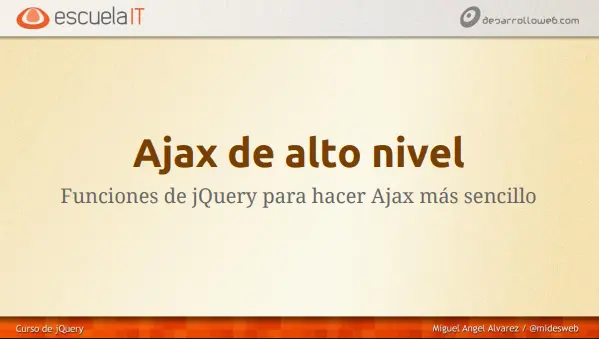 escuelaIT
desarrolloweb.com
Ajax de alto nivel
Funciones de jQuery para hacer Ajax más sencillo
Curso de jQuery
Miguel Angel Alvarez / @midesweb